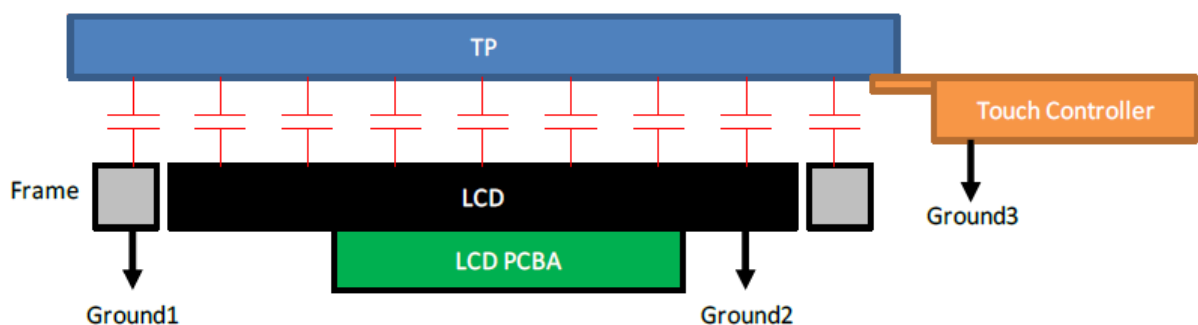 TP
Touch Controller
Frame
LCD
Ground3
LCD PCBA
Ground1
Ground2